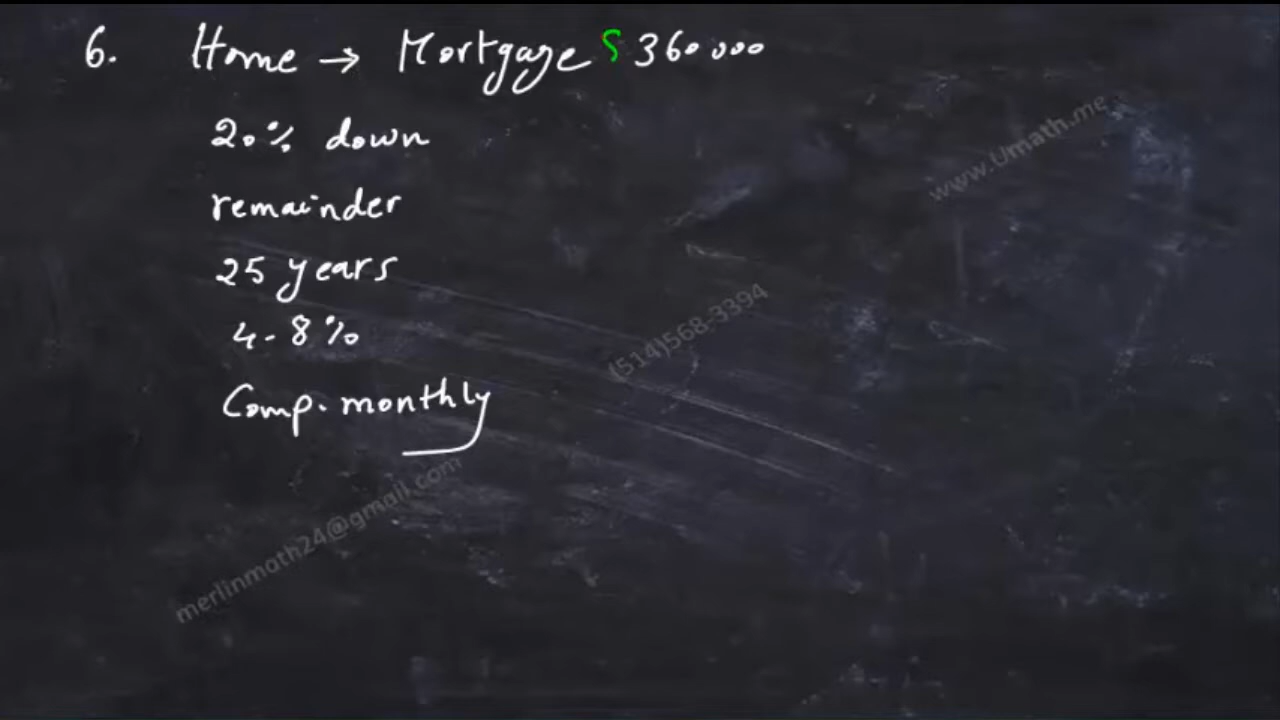 6. Home → Mortgage $ 360 000
20% down
remainder
25 years
4.8%
Comp. monthly
www.Umath.me
(514)568-3394
merlinmoth24@gmail.com